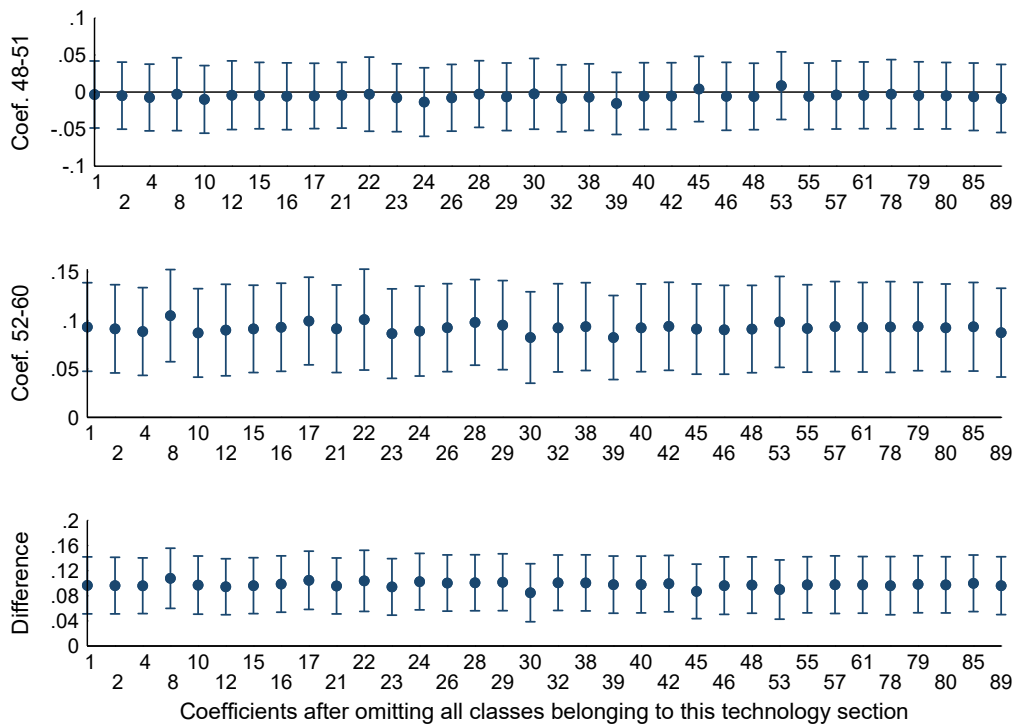 Coef. 48-51
.1
.05
0
-.05
-.1
1 4 10 15 17 22 24 28 30 38 40 45 48 55 61 79 85
2 8 12 16 21 23 26 29 32 39 42 46 53 57 78 80 89
Coef. 52-60
.15
.1
.05
0
1 4 10 15 17 22 24 28 30 38 40 45 48 55 61 79 85
2 8 12 16 21 23 26 29 32 39 42 46 53 57 78 80 89
Difference
.2
.16
.12
.08
.04
0
1 4 10 15 17 22 24 28 30 38 40 45 48 55 61 79 85
2 8 12 16 21 23 26 29 32 39 42 46 53 57 78 80 89
Coefficients after omitting all classes belonging to this technology section